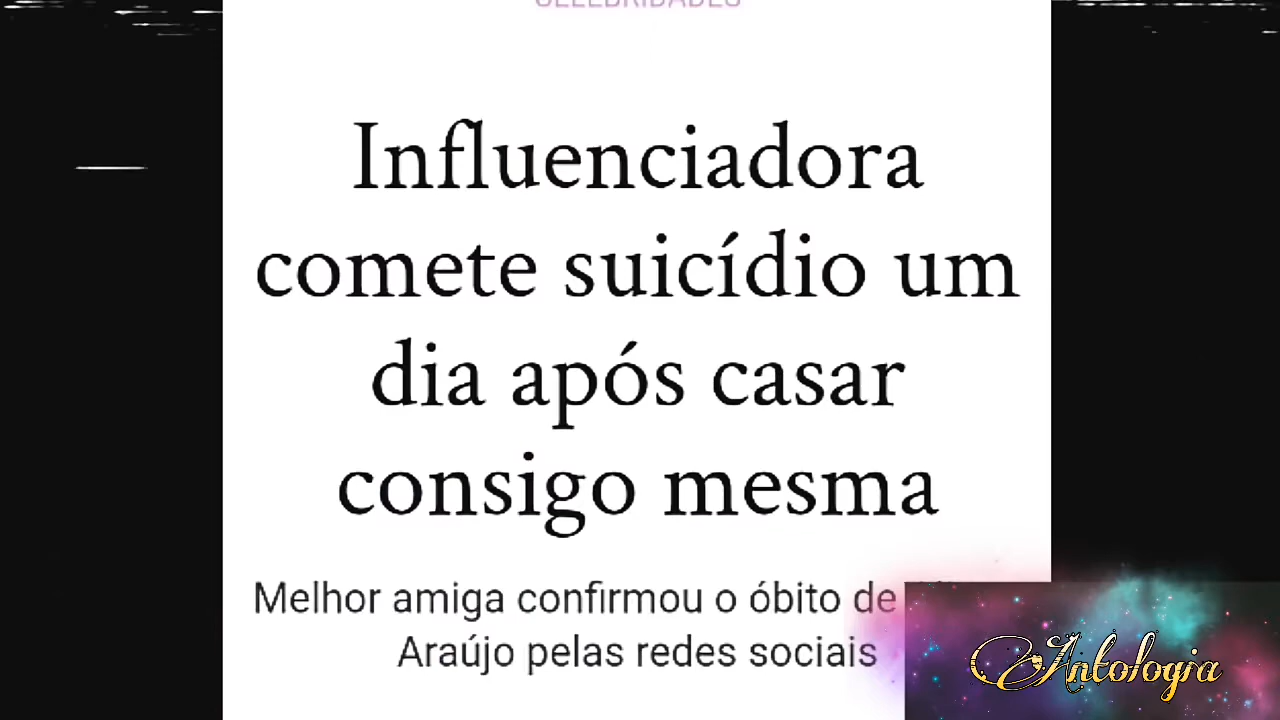 CELEBRIDADES
Influenciadora
comete suicídio um
dia após casar
consigo mesma
Melhor amiga confirmou o óbito de
Araújo pelas redes sociais
Antologia